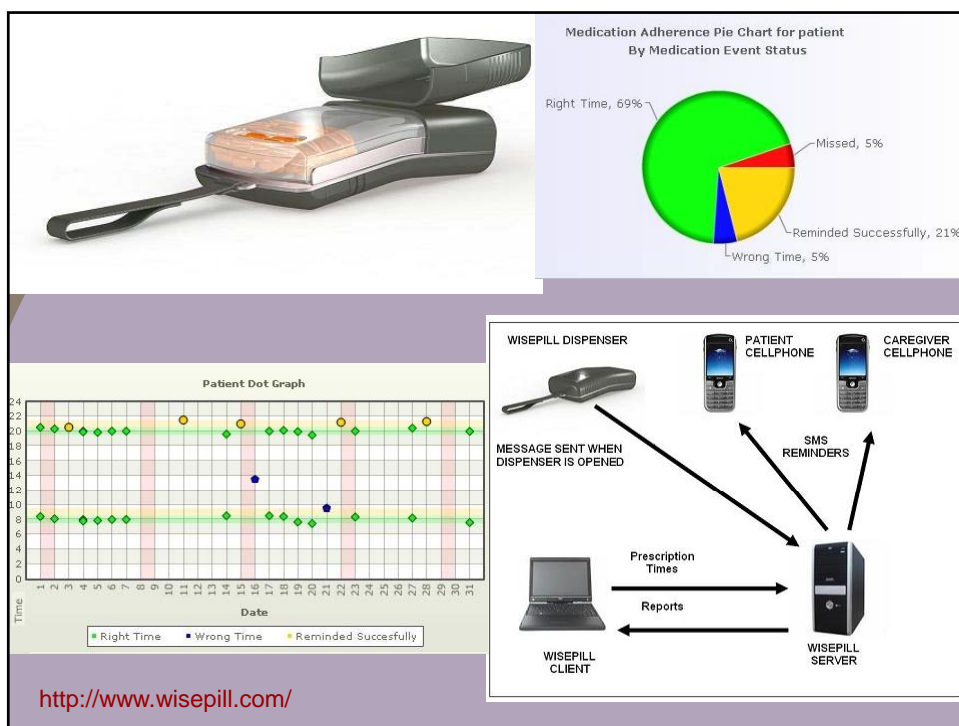 Medication Adherence Pie Chart for patient
By Medication Event Status
Right Time, 69%
Missed, 5%
Reminded Successfully, 21%
Wrong Time, 5%
Patient Dot Graph
24
22
20
18
16
14
12
10
8
6
4
2
0
1 2 3 4 5 6 7 8 9 10 11 12 13 14 15 16 17 18 19 20 21 22 23 24 25 26 27 28 29 30 31
Time
Date
Right Time Wrong Time Reminded Succesfully
WISEPILL DISPENSER
PATIENT
CELLPHONE
CAREGIVER
CELLPHONE
MESSAGE SENT WHEN
DISPENSER IS OPENED
SMS
REMINDERS
Prescription
Times
Reports
WISEPILL
CLIENT
WISEPILL
SERVER
http://www.wisepill.com/